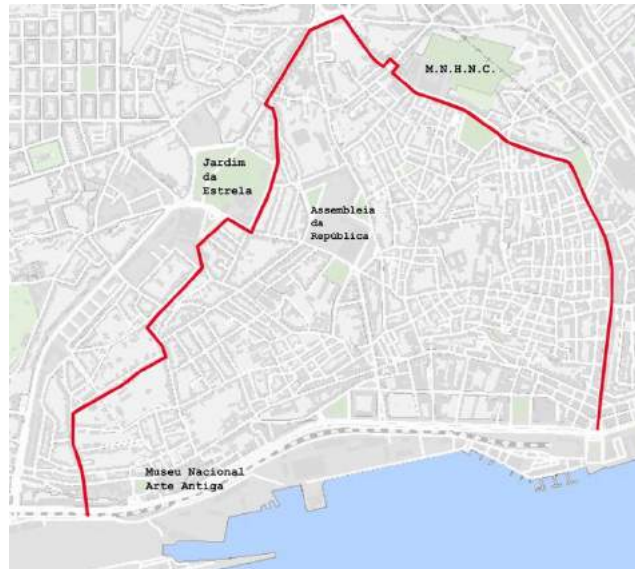 M.N.H.N.C.
Jardim
da
Estrela
Assembleia
da
República
Museu Nacional
Arte Antiga